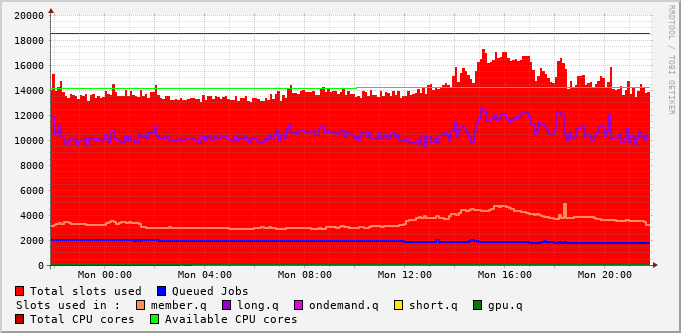 20000
18000
16000
14000
12000
10000
8000
6000
4000
2000
0
Mon 00:00 Mon 04:00 Mon 08:00 Mon 12:00 Mon 16:00 Mon 20:00
RRDTOOL / TOBI OETIKER
Total slots used Queued Jobs
Slots used in : member.q long.q ondemand.q short.q gpu.q
Total CPU cores Available CPU cores